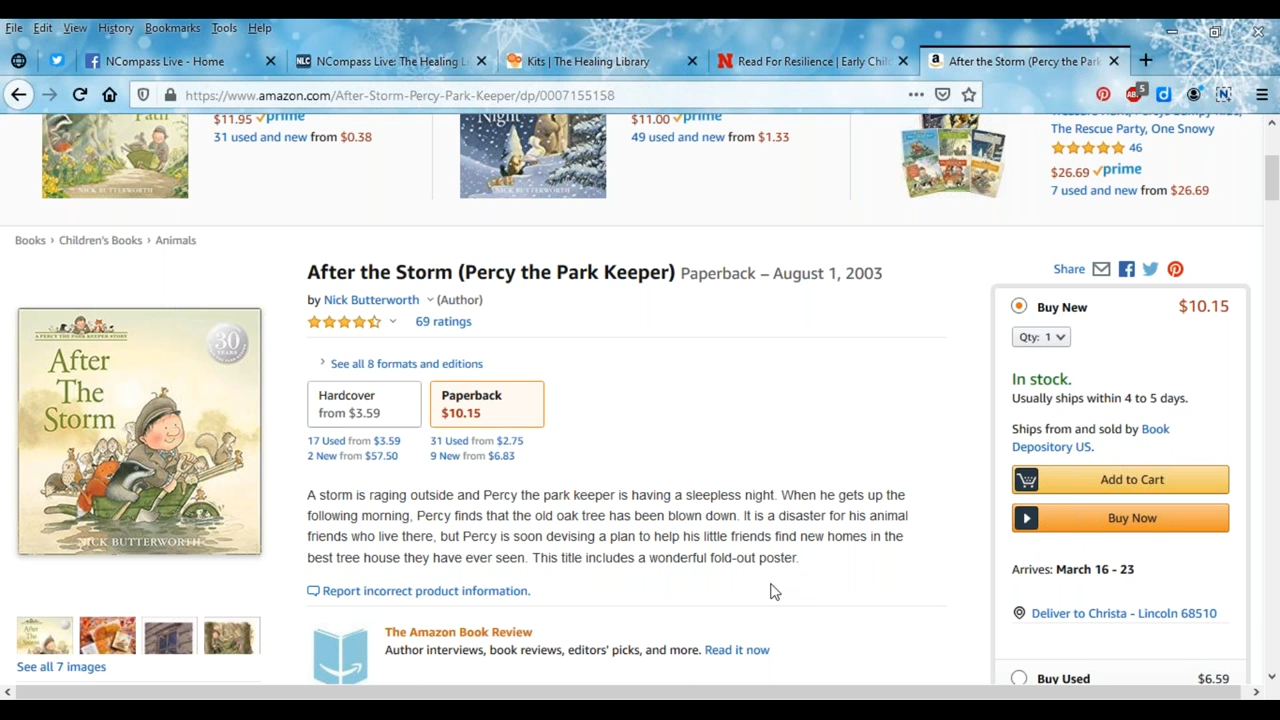 File Edit View History Bookmarks Tools Help
NCompass Live - Home
NLC NCompass Live: The Healing L
Kits | The Healing Library
Read For Resilience | Early Chil
a After the Storm (Percy the Park
https://www.amazon.com/After-Storm-Percy-Park-Keeper/dp/0007155158
5
Path
NICK BUTTERWORTH
$11.95 prime
31 used and new from $0.38
Night
NICK BUTTERWORTH
$11.00 prime
49 used and new from $1.33
The Rescue Party, One Snowy
46
$26.69 prime
7 used and new from $26.69
Books › Children's Books › Animals
After the Storm (Percy the Park Keeper) Paperback – August 1, 2003
by Nick Butterworth (Author)
69 ratings
See all 8 formats and editions
Hardcover
from $3.59
Paperback
$10.15
17 Used from $3.59
2 New from $57.50
31 Used from $2.75
9 New from $6.83
A storm is raging outside and Percy the park keeper is having a sleepless night. When he gets up the
following morning, Percy finds that the old oak tree has been blown down. It is a disaster for his animal
friends who live there, but Percy is soon devising a plan to help his little friends find new homes in the
best tree house they have ever seen. This title includes a wonderful fold-out poster.
Report incorrect product information.
The Amazon Book Review
Author interviews, book reviews, editors' picks, and more. Read it now
A PERCY THE PARK KEEPER STORY
30
YEARS
After
The
Storm
NICK BUTTERWORTH
See all 7 images
Share
Buy New $10.15
Qty: 1
In stock.
Usually ships within 4 to 5 days.
Ships from and sold by Book
Depository US.
Add to Cart
Buy Now
Arrives: March 16 - 23
Deliver to Christa - Lincoln 68510
Buy Used $6.59